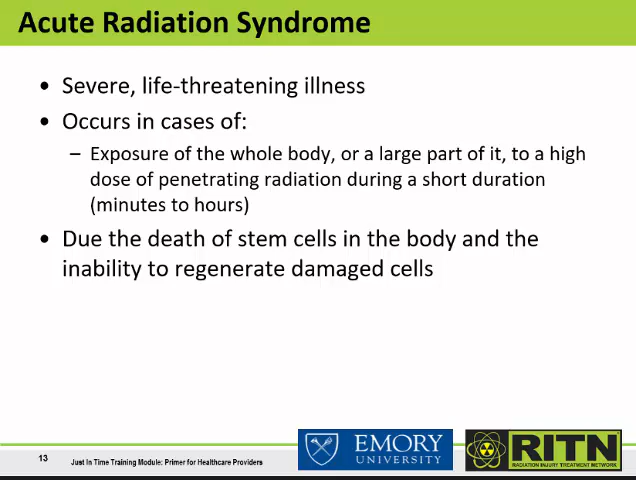 Acute Radiation Syndrome
• Severe, life-threatening illness
• Occurs in cases of:
– Exposure of the whole body, or a large part of it, to a high
dose of penetrating radiation during a short duration
(minutes to hours)
• Due the death of stem cells in the body and the
inability to regenerate damaged cells
13
Just In Time Training Module: Primer for Healthcare Providers
EMORY
UNIVERSITY
RITN
RADIATION INJURY TREATMENT NETWORK